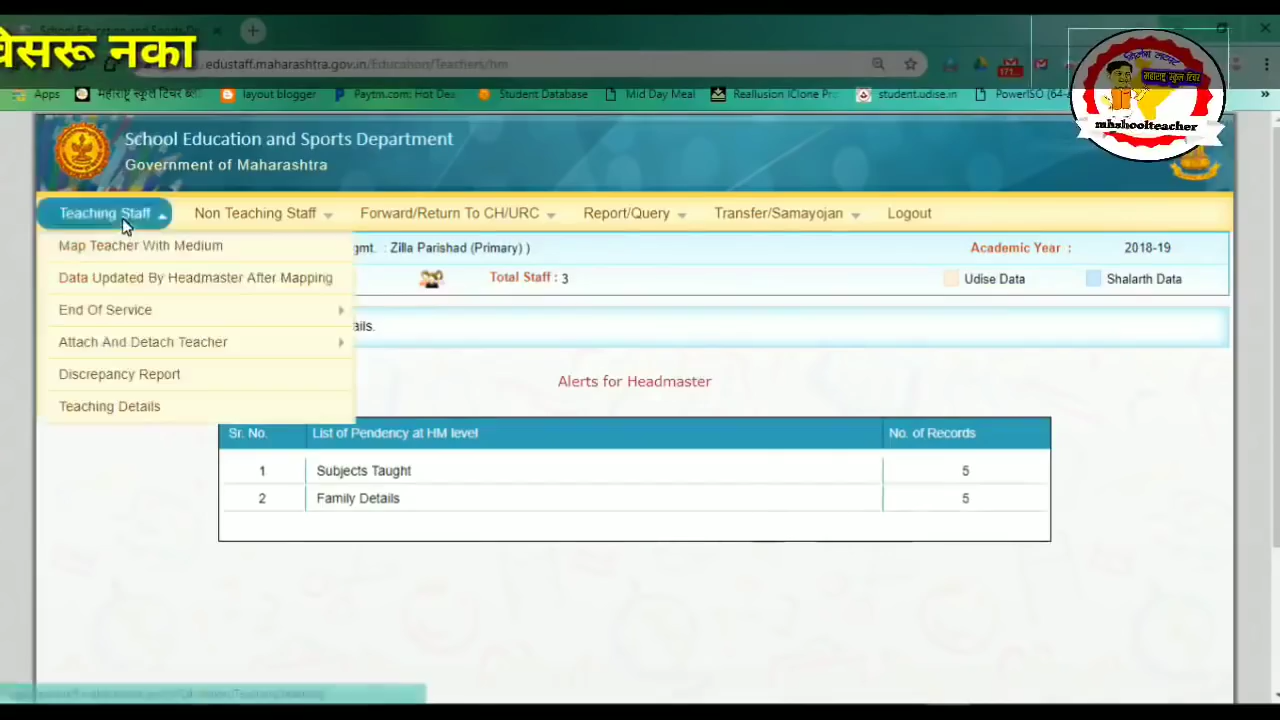 विसरू नका
edustaff.maharashtra.gov.in/Education/Teachers/hm
Apps
layout blogger
Paytm.com: Hot Dea
Student Database
Mid Day Meal
Reallusion iClone Pr
student.udise.in
PowerISO (64-
171
महाराष्ट्र स्कूल टिचर
mhshoolteacher
School Education and Sports Department
Government of Maharashtra
Teaching Staff
Non Teaching Staff
Forward/Return To CH/URC
Report/Query
Transfer/Samayojan
Logout
Map Teacher With Medium
gmt. : Zilla Parishad (Primary) )
Academic Year : 2018-19
Data Updated By Headmaster After Mapping
Total Staff : 3
Udise Data
Shalarth Data
End Of Service
ails.
Attach And Detach Teacher
Discrepancy Report
Alerts for Headmaster
Teaching Details
Sr. No. List of Pendency at HM level No. of Records
1 Subjects Taught 5
2 Family Details 5